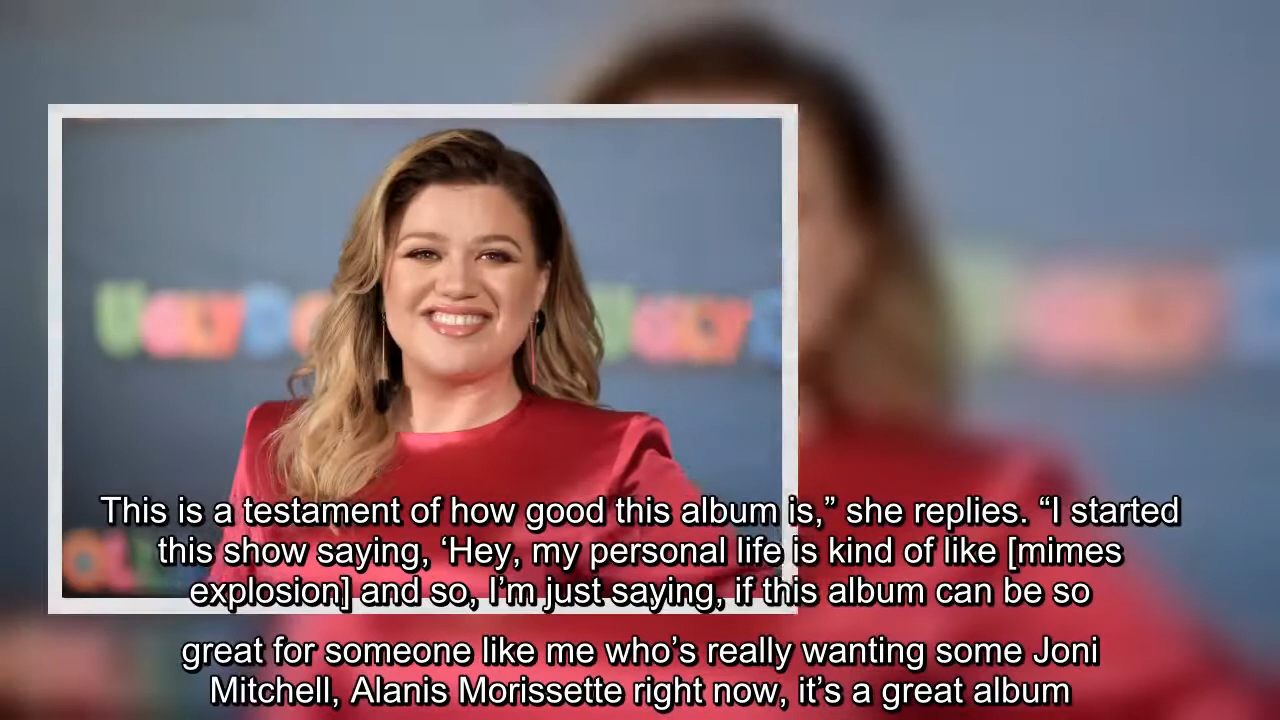 UGLYD
UGLY
This is a testament of how good this album is,” she replies. “I started
this show saying, ‘Hey, my personal life is kind of like [mimes
explosion] and so, I’m just saying, if this album can be so
great for someone like me who’s really wanting some Joni
Mitchell, Alanis Morissette right now, it’s a great album